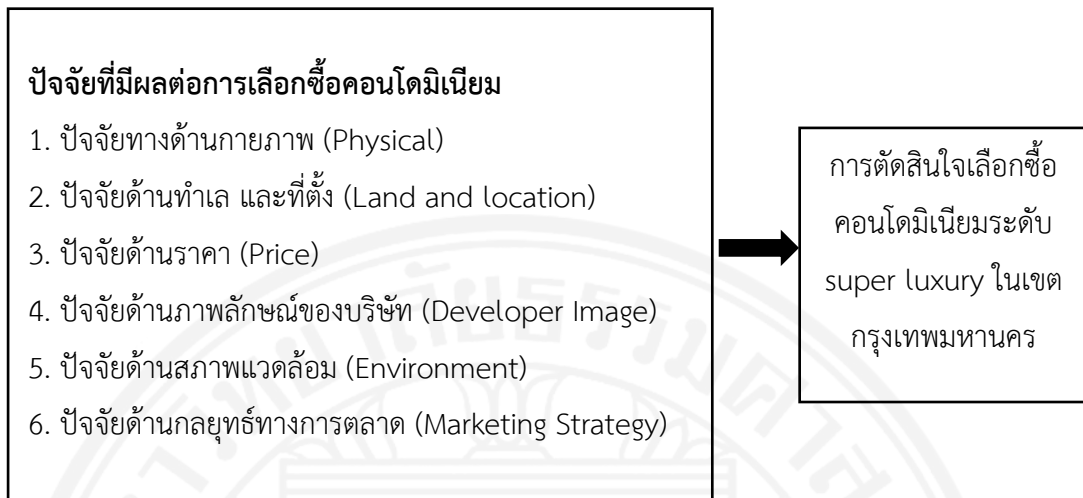 ปัจจัยที่มีผลต่อการเลือกซื้อคอนโดมิเนียม
1. ปัจจัยทางด้านกายภาพ (Physical)
2. ปัจจัยด้านทำเล และที่ตั้ง (Land and location)
3. ปัจจัยด้านราคา (Price)
4. ปัจจัยด้านภาพลักษณ์ของบริษัท (Developer Image)
5. ปัจจัยด้านสภาพแวดล้อม (Environment)
6. ปัจจัยด้านกลยุทธ์ทางการตลาด (Marketing Strategy)
การตัดสินใจเลือกซื้อ
คอนโดมิเนียมระดับ
super luxury ในเขต
กรุงเทพมหานคร